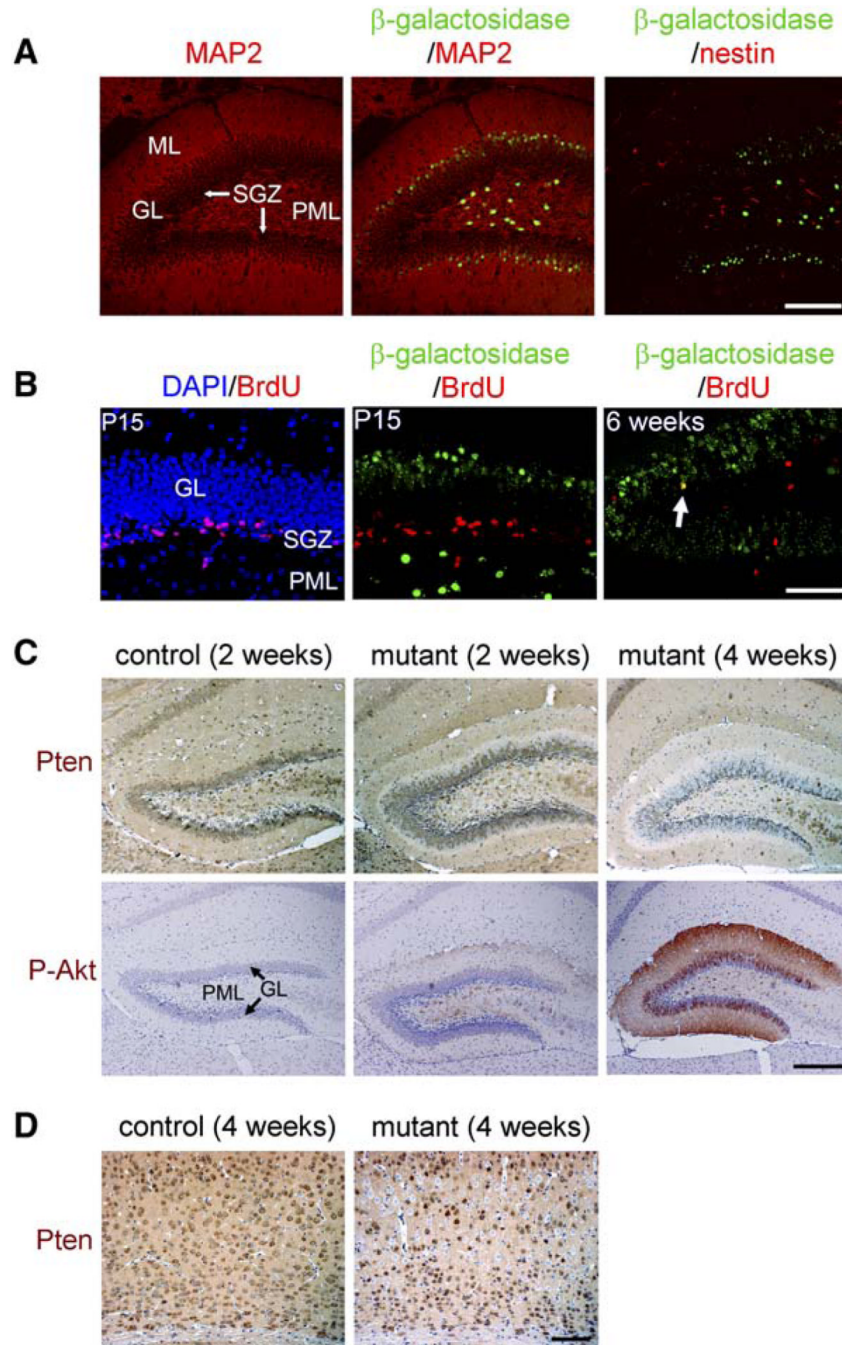 A
MAP2
β-galactosidase
/MAP2
β-galactosidase
/nestin
ML
GL
SGZ
PML
B
DAPI/BrdU
β-galactosidase
/BrdU
β-galactosidase
/BrdU
P15
GL
SGZ
PML
P15
6 weeks
C
control (2 weeks)
mutant (2 weeks)
mutant (4 weeks)
Pten
P-Akt
PML
GL
D
control (4 weeks)
mutant (4 weeks)
Pten